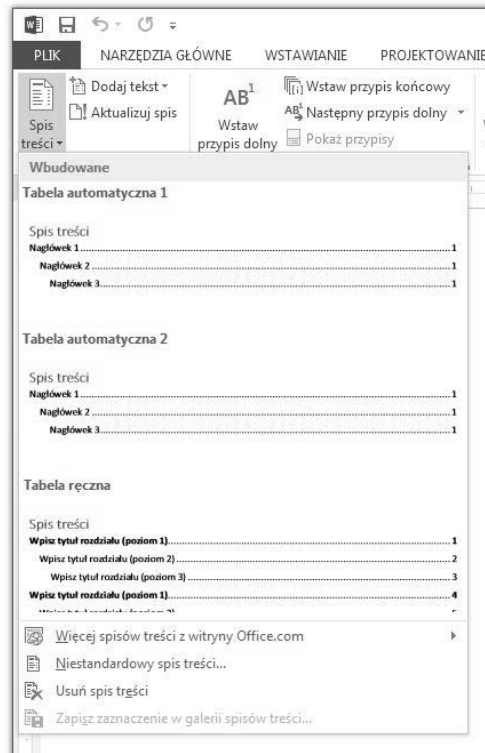 PLIK NARZĘDZIA GŁÓWNE WSTAWIANIE PROJEKTOWANIE
Spis treści
Dodaj tekst
Aktualizuj spis
AB1
Wstaw przypis dolny
Wstaw przypis końcowy
AB1 Następny przypis dolny
Pokaż przypisy
Wbudowane
Tabela automatyczna 1
Spis treści
Nagłówek 1 1
Nagłówek 2 1
Nagłówek 3 1
Tabela automatyczna 2
Spis treści
Nagłówek 1 1
Nagłówek 2 1
Nagłówek 3 1
Tabela ręczna
Spis treści
Wpisz tytuł rozdziału (poziom 1) 1
Wpisz tytuł rozdziału (poziom 2) 2
Wpisz tytuł rozdziału (poziom 3) 3
Wpisz tytuł rozdziału (poziom 1) 4
Więcej spisów treści z witryny Office.com
Niestandardowy spis treści...
Usuń spis treści
Zapisz zaznaczenie w galerii spisów treści...